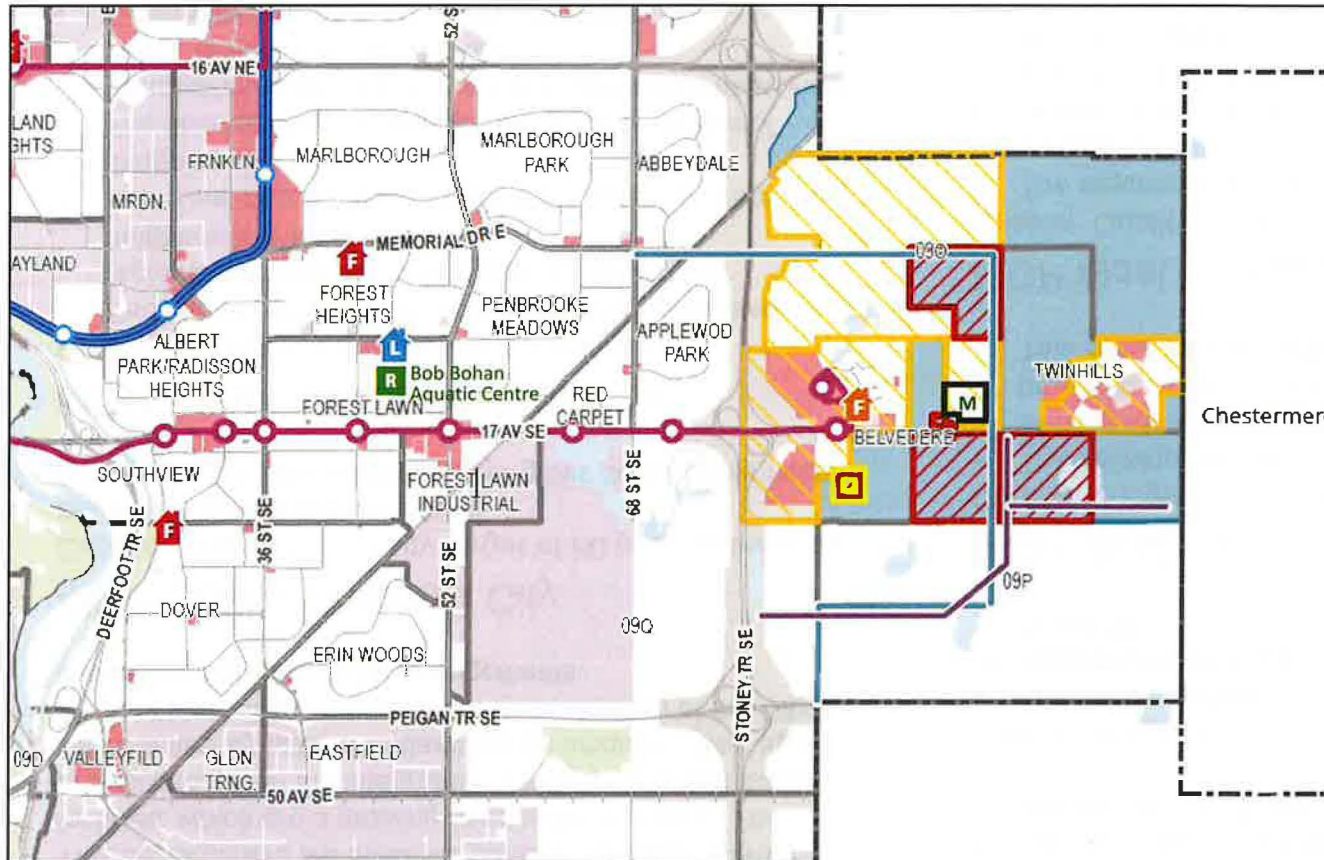 52 ST
16 AV NE
LAND
GHTS
FRNKLN
MARLBOROUGH
MARLBOROUGH
PARK
ABBEYDALE
MRDN.
AYLAND
MEMORIAL DR E
09O
F
FOREST
HEIGHTS
PENBROOKE
MEADOWS
APPLEWOD
PARK
ALBERT
PARK/RADISSON
HEIGHTS
L
R
Bob Bohan
Aquatic Centre
TWINHILLS
M
F
FOREST LAWN
RED
CARPET
17 AV SE
BELVEDERE
Chestermere
SOUTHVIEW
FOREST LAWN
INDUSTRIAL
68 ST SE
F
36 ST SE
DEERFOOT TR SE
52 ST SE
DOVER
09P
09Q
ERIN WOODS
STONEY TR SE
PEIGAN TR SE
09D
VALLEYFILD
GLDN
TRNG.
EASTFIELD
50 AV SE